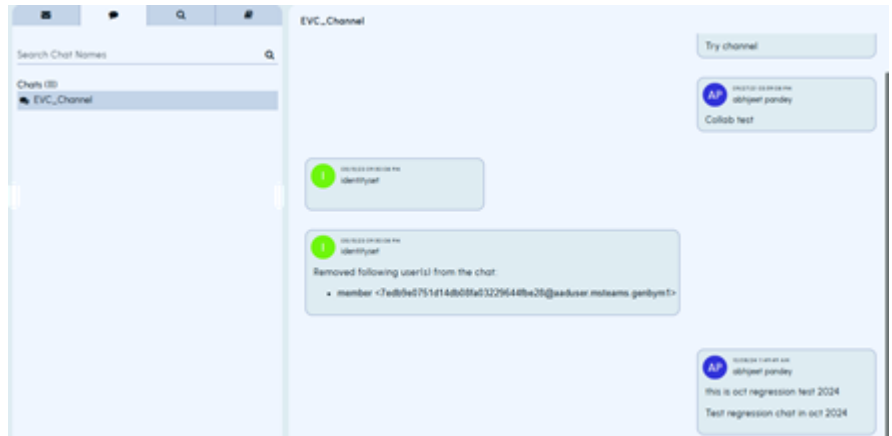 EVC_Channel
Search Chat Names
Chats
EVC_Channel
Try channel
AP
abhijeet pandey
Collab test
I
identityset
I
identityset
Removed following user(s) from the chat:
member <7edb9e0751d14db08fa03229644fbe28@aaduser.msteams.genbym1>
AP
abhijeet pandey
this is oct regression test 2024
Test regression chat in oct 2024